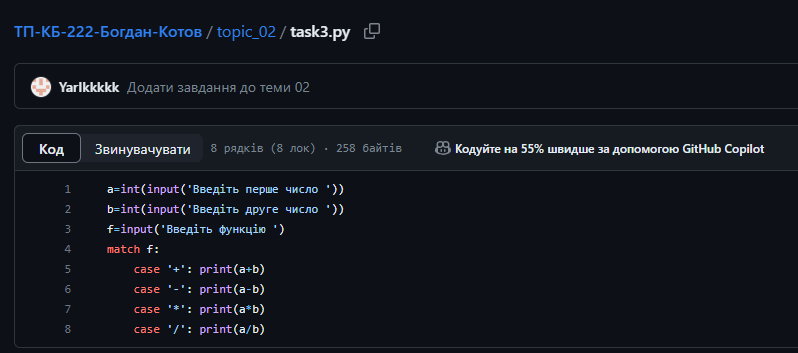 ТП-КБ-222-Богдан-Котов / topic_02 / task3.py
Yarlkkkkk Додати завдання до теми 02
Код Звинувачувати 8 рядків (8 лок) · 258 байтів Кодуйте на 55% швидше за допомогою GitHub Copilot
1 a=int(input('Введіть перше число '))
2 b=int(input('Введіть друге число '))
3 f=input('Введіть функцію ')
4 match f:
5 case '+': print(a+b)
6 case '-': print(a-b)
7 case '*': print(a*b)
8 case '/': print(a/b)